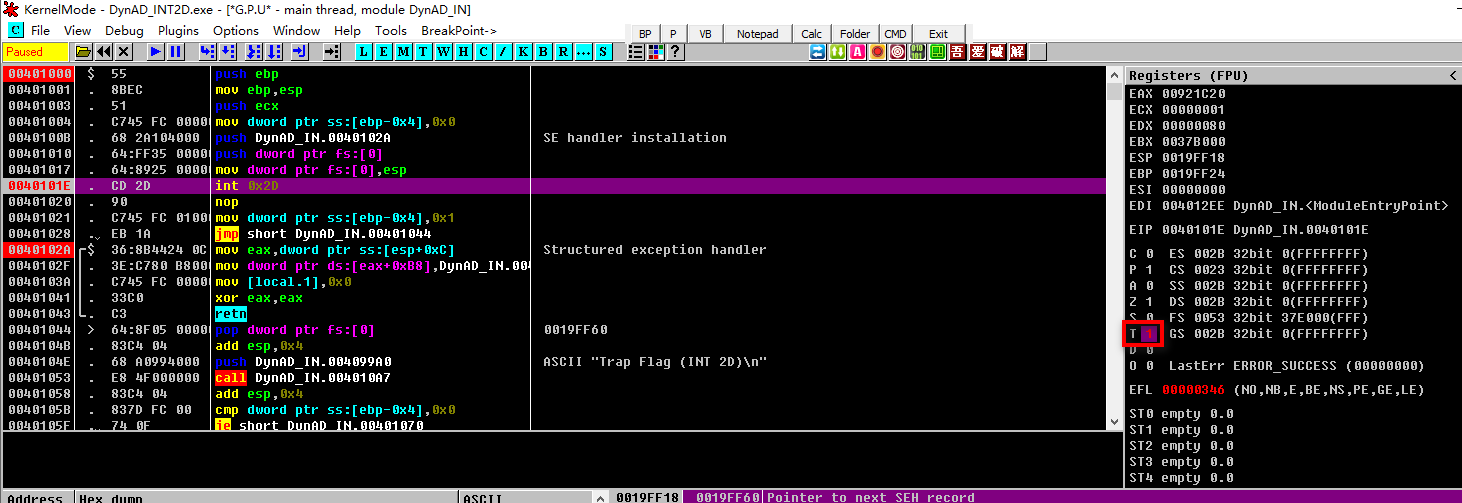 KernelMode - DynAD_INT2D.exe - [*G.P.U* - main thread, module DynAD_IN]
C File View Debug Plugins Options Window Help Tools BreakPoint->
BP P VB Notepad Calc Folder CMD Exit
Paused L E M T W H C / K B R ... S ? A 010 101 吾 爱 破 解
Registers (FPU) <
00401000 $ 55 push ebp
00401001 . 8BEC mov ebp,esp
00401003 . 51 push ecx
00401004 . C745 FC 00000 mov dword ptr ss:[ebp-0x4],0x0
0040100B . 68 2A104000 push DynAD_IN.0040102A SE handler installation
00401010 . 64:FF35 0000 push dword ptr fs:[0]
00401017 . 64:8925 0000 mov dword ptr fs:[0],esp
0040101E . CD 2D int 0x2D
00401020 . 90 nop
00401021 . C745 FC 01000 mov dword ptr ss:[ebp-0x4],0x1
00401028 . EB 1A jmp short DynAD_IN.00401044
0040102A $ 36:8B4424 0C mov eax,dword ptr ss:[esp+0xC] Structured exception handler
0040102F . 3E:C780 B800 mov dword ptr ds:[eax+0xB8],DynAD_IN.004
0040103A . C745 FC 00000 mov [local.1],0x0
00401041 . 33C0 xor eax,eax
00401043 . C3 retn
00401044 > 64:8F05 0000 pop dword ptr fs:[0] 0019FF60
0040104B . 83C4 04 add esp,0x4
0040104E . 68 A0994000 push DynAD_IN.004099A0 ASCII "Trap Flag (INT 2D)\n"
00401053 . E8 4F000000 call DynAD_IN.004010A7
00401058 . 83C4 04 add esp,0x4
0040105B . 837D FC 00 cmp dword ptr ss:[ebp-0x4],0x0
0040105F . 74 0F je short DynAD_IN.00401070
EAX 00921C20
ECX 00000001
EDX 00000080
EBX 0037B000
ESP 0019FF18
EBP 0019FF24
ESI 00000000
EDI 004012EE DynAD_IN.<ModuleEntryPoint>
EIP 0040101E DynAD_IN.0040101E
C 0 ES 002B 32bit 0(FFFFFFFF)
P 1 CS 0023 32bit 0(FFFFFFFF)
A 0 SS 002B 32bit 0(FFFFFFFF)
Z 1 DS 002B 32bit 0(FFFFFFFF)
S 0 FS 0053 32bit 37E000(FFF)
T 1 GS 002B 32bit 0(FFFFFFFF)
D 0
O 0 LastErr ERROR_SUCCESS (00000000)
EFL 00000346 (NO,NB,E,BE,NS,PE,GE,LE)
ST0 empty 0.0
ST1 empty 0.0
ST2 empty 0.0
ST3 empty 0.0
ST4 empty 0.0
Address Hex dump ASCII 0019FF18 0019FF60 Pointer to next SEH record